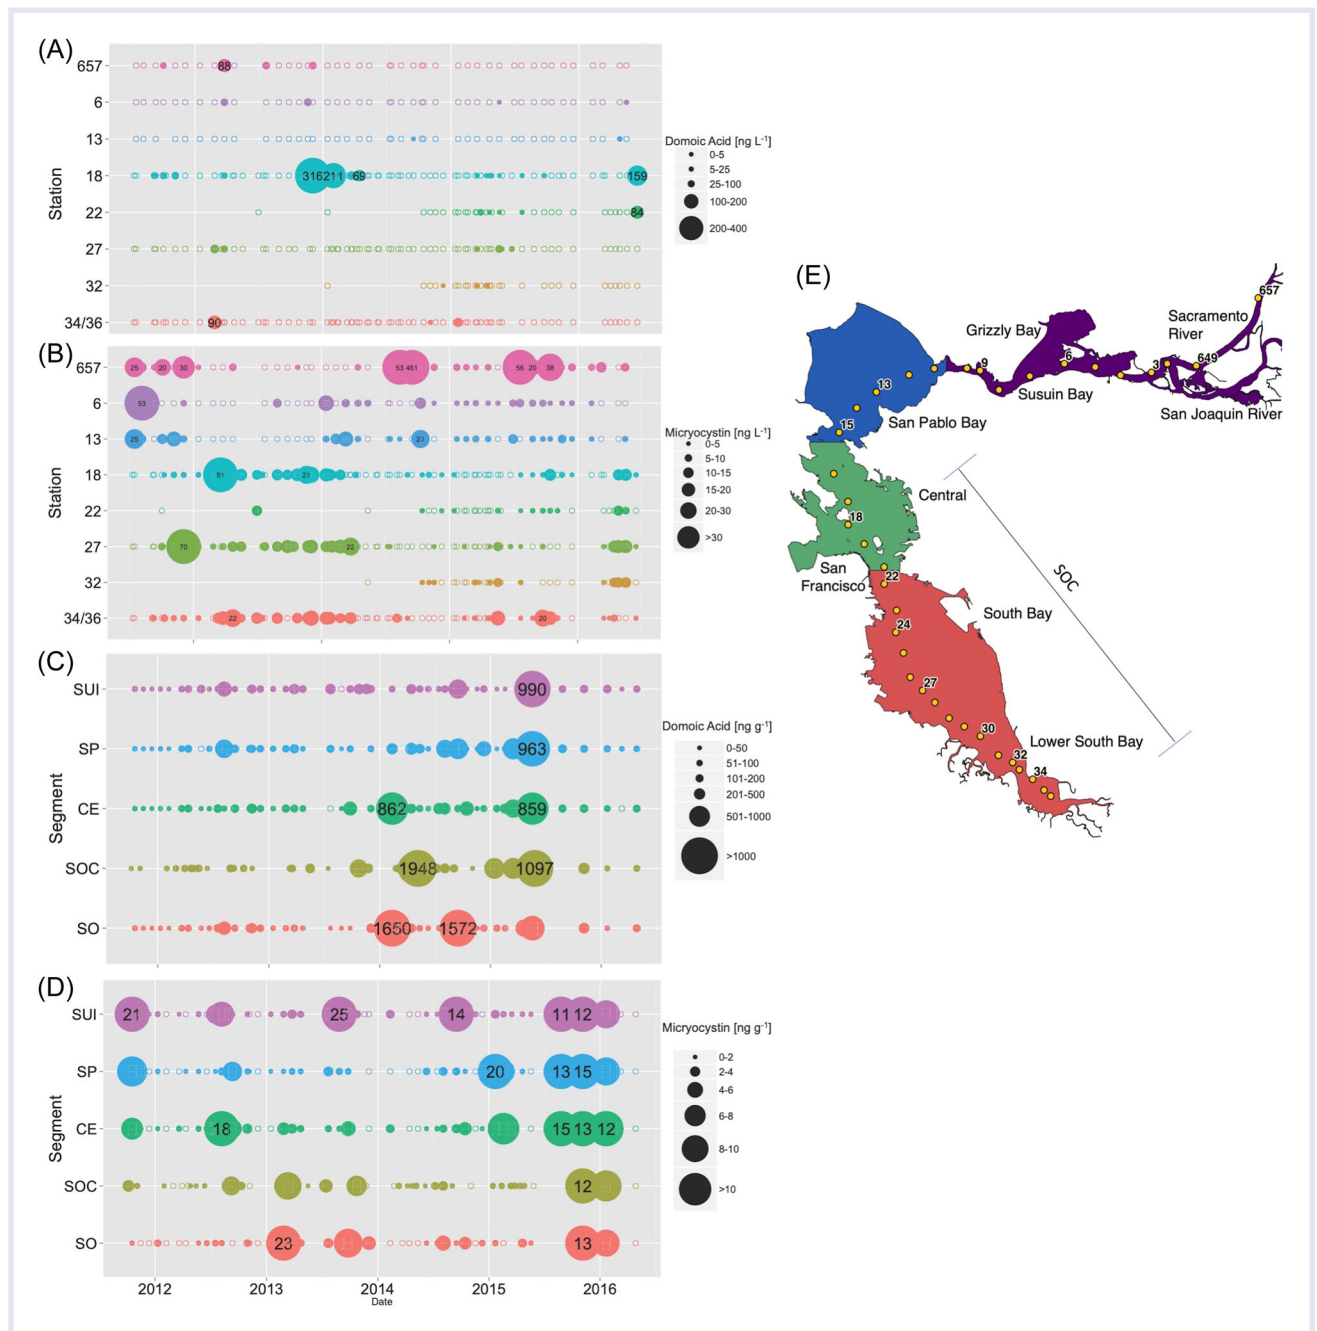 (A)
657
6
13
18
22
27
32
34/36
Station
88
316 211 69 159
84
90
Domoic Acid [ng L-1]
0-5
5-25
25-100
100-200
200-400
(B)
657
6
13
18
22
27
32
34/36
Station
25 20 30 53 461 56 20 38
53
25 23
51 22
70 22
22 20
Micryocystin [ng L-1]
0-5
5-10
10-15
15-20
20-30
>30
(C)
SUI
SP
CE
SOC
SO
Segment
990
963
862 859
1948 1097
1650 1572
Domoic Acid [ng g-1]
0-50
51-100
101-200
201-500
501-1000
>1000
(D)
SUI
SP
CE
SOC
SO
Segment
21 25 14 11 12
20 13 15
18 15 13 12
12
23 13
Micryocystin [ng g-1]
0-2
2-4
4-6
6-8
8-10
>10
2012 2013 2014 2015 2016
Date
(E)
657
Sacramento
River
Grizzly Bay
649
3
6
9
Susuin Bay
San Joaquin River
13
San Pablo Bay
15
Central
18
San
Francisco
22
SOC
South Bay
24
27
30
Lower South Bay
32
34